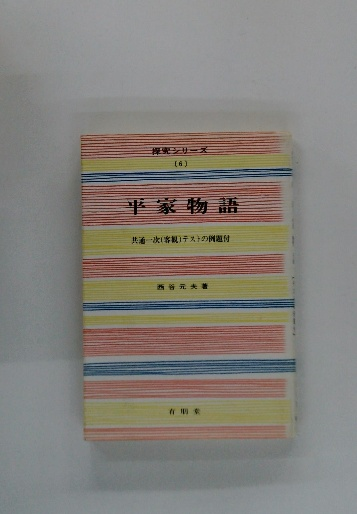 探究シリーズ
(6)
平家物語
共通一次(客観)テストの例題付
西谷元夫著
有朋堂